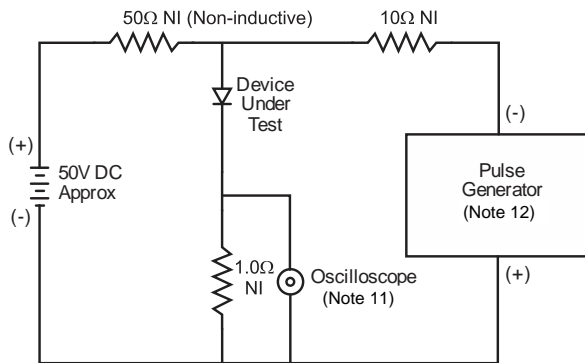 50Ω NI (Non-inductive)
10Ω NI
Device
Under
Test
(-)
(+)
50V DC
Approx
(-)
Pulse
Generator
(Note 12)
1.0Ω
NI
Oscilloscope
(Note 11)
(+)